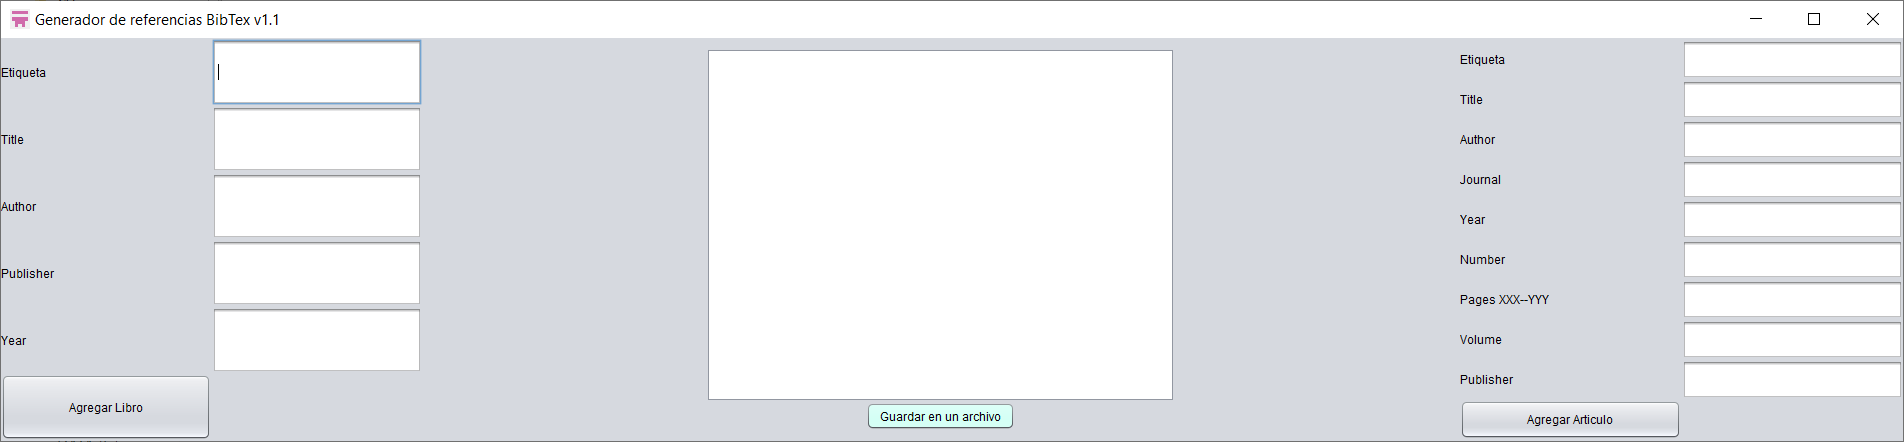 Generador de referencias BibTex v1.1
Etiqueta
Title
Author
Publisher
Year
Agregar Libro
Guardar en un archivo
Etiqueta
Title
Author
Journal
Year
Number
Pages XXX--YYY
Volume
Publisher
Agregar Articulo